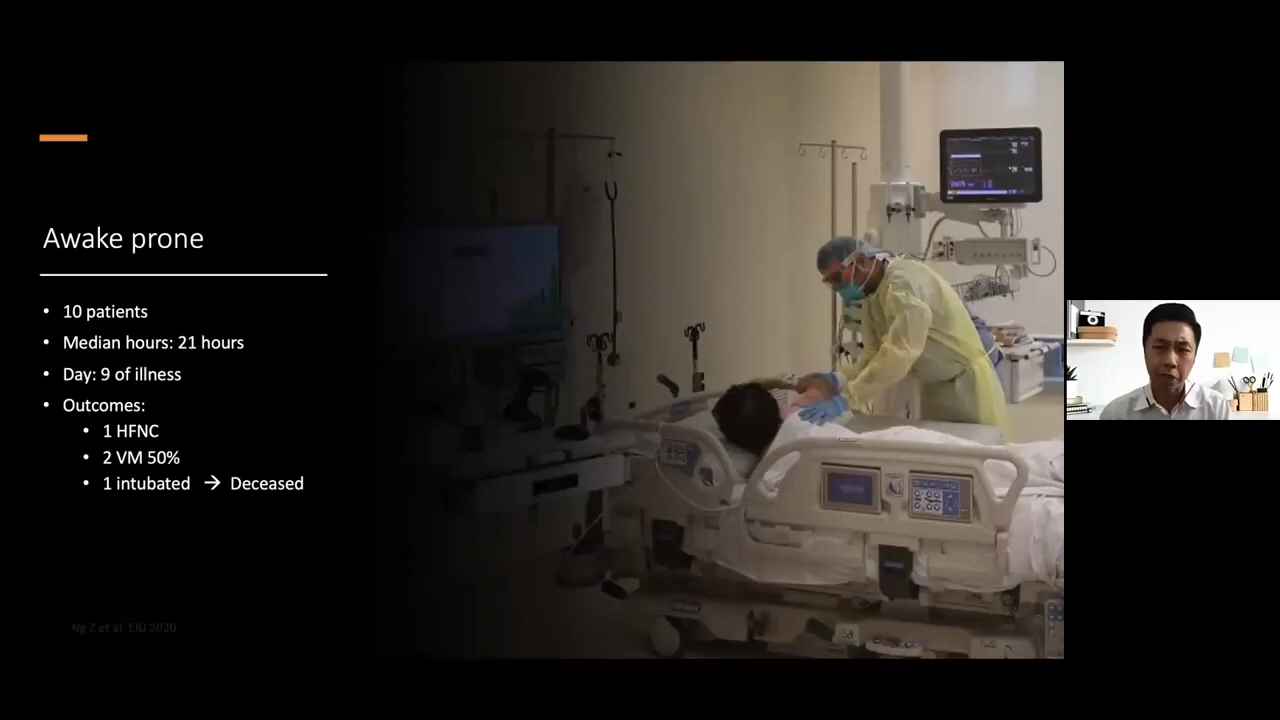 Awake prone
• 10 patients
• Median hours: 21 hours
• Day: 9 of illness
• Outcomes:
• 1 HFNC
• 2 VM 50%
• 1 intubated → Deceased
Ng Z et al. ERJ 2020